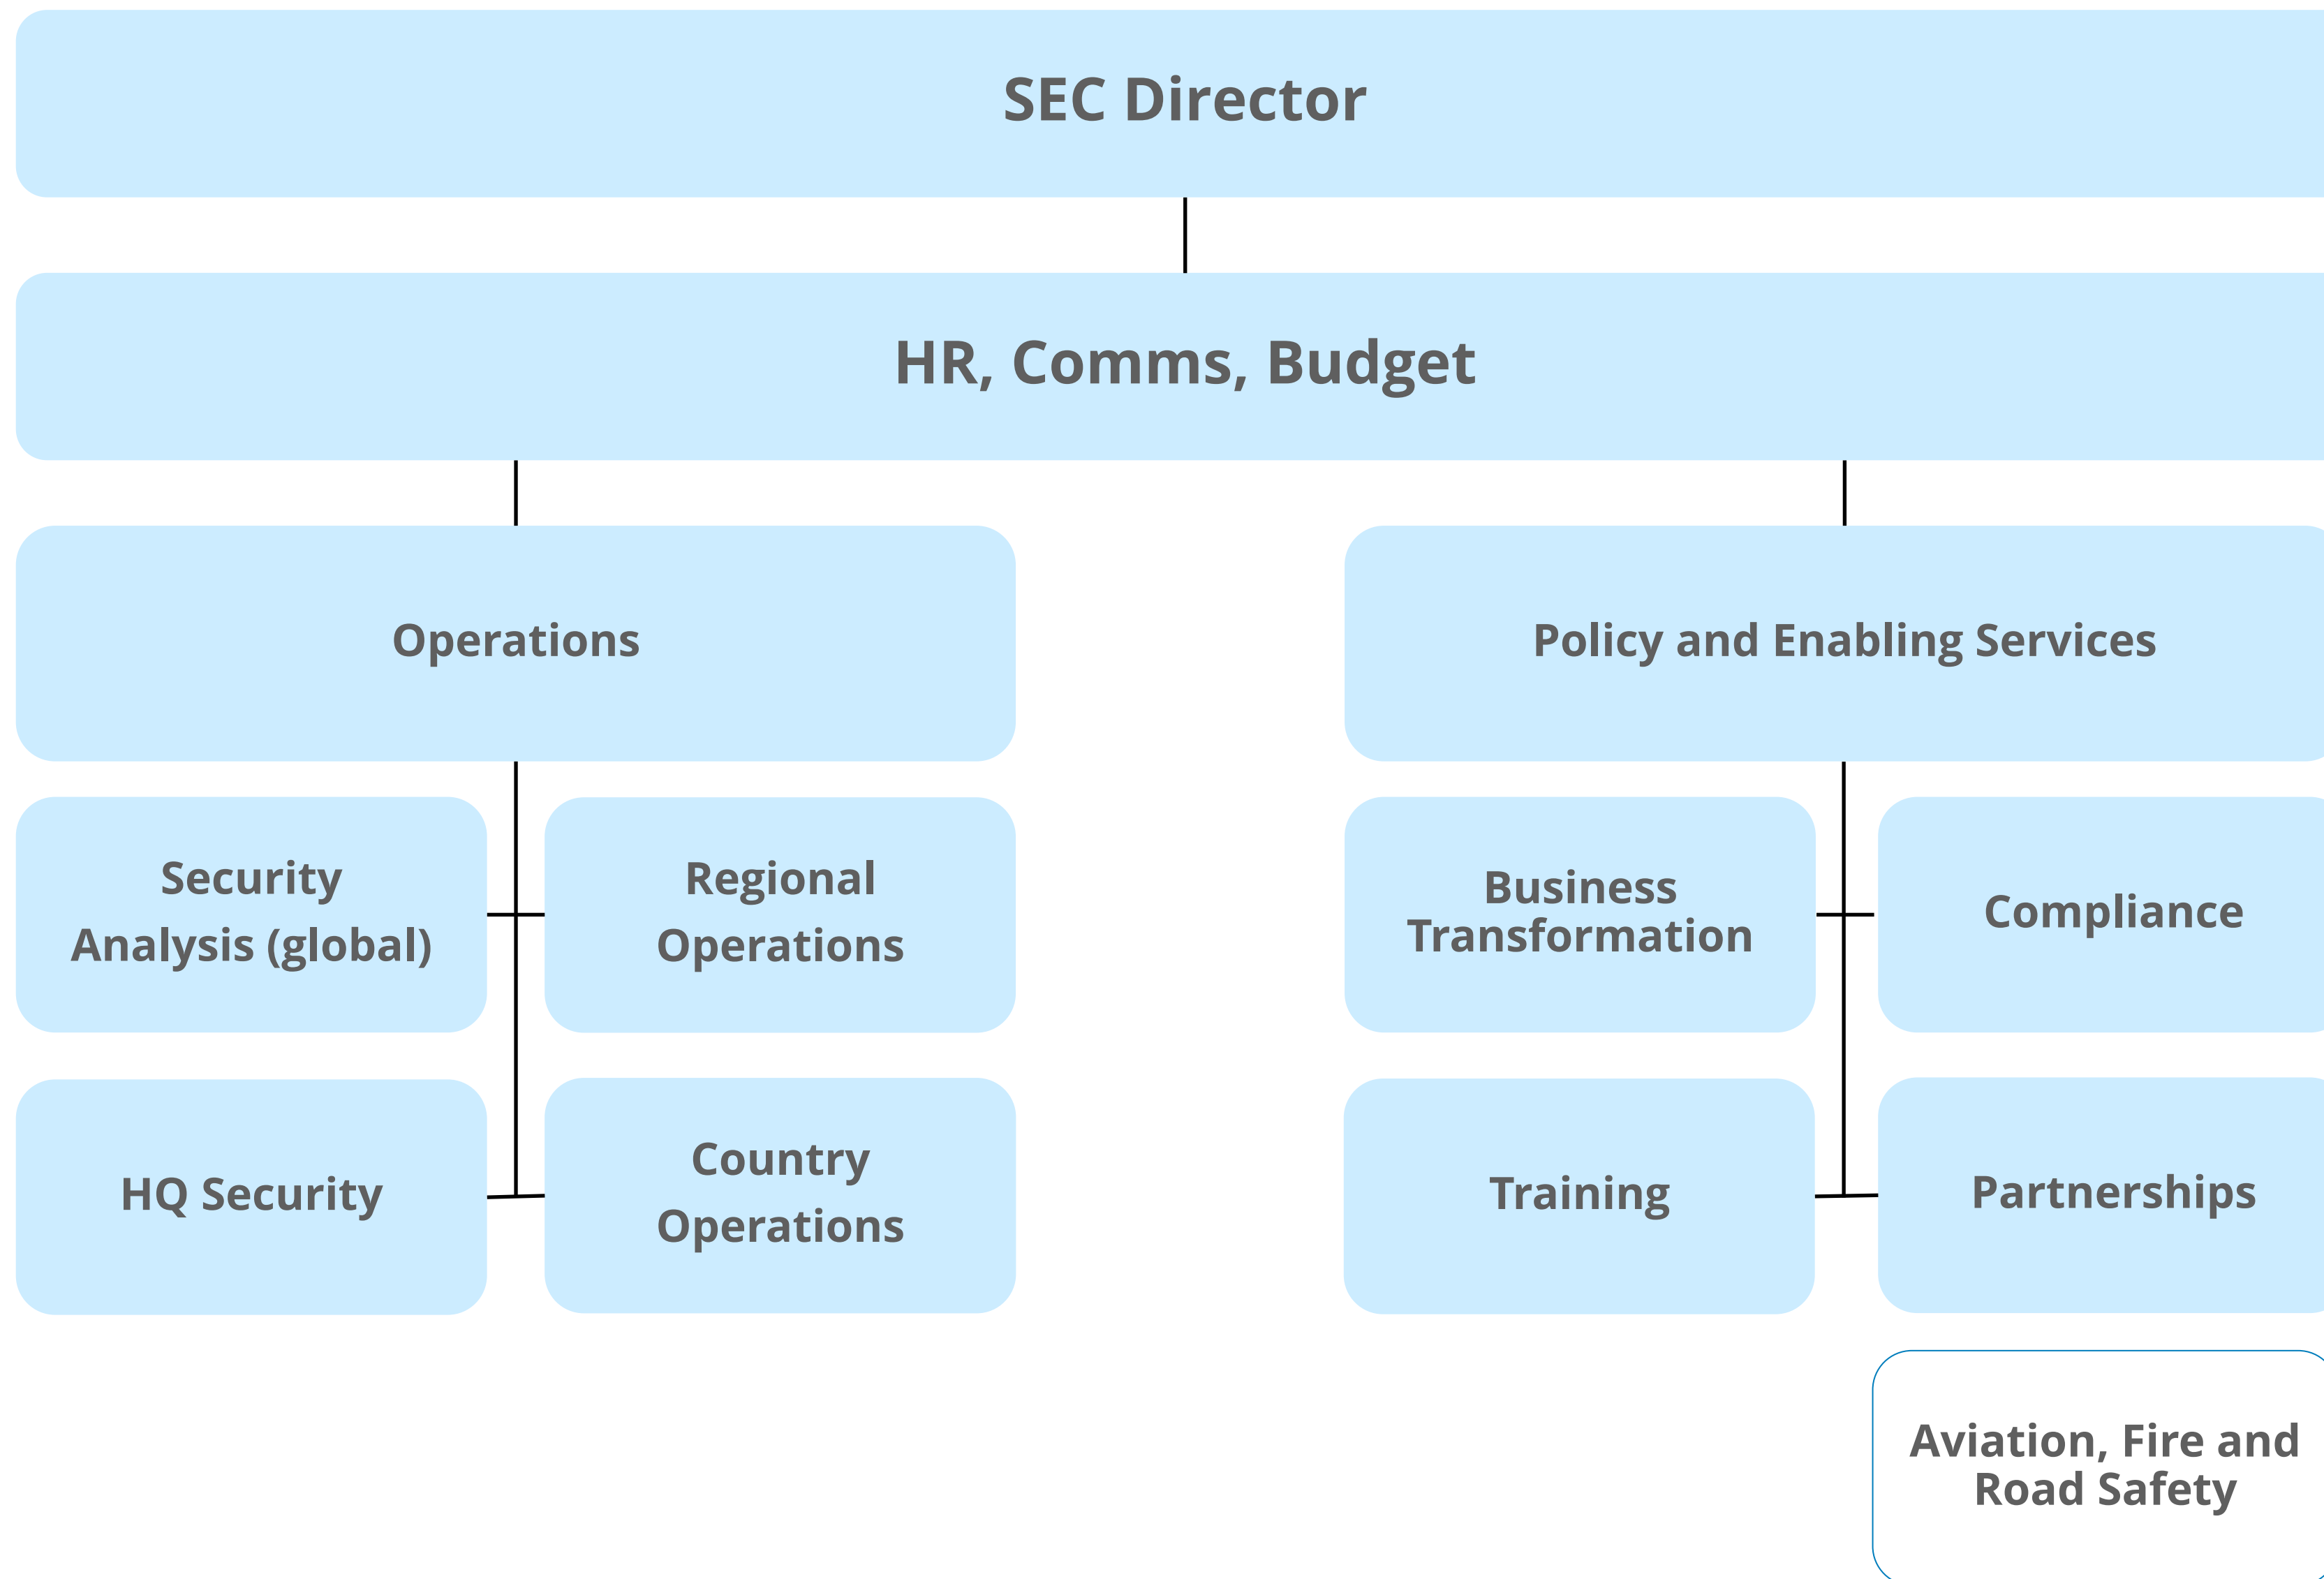 SEC Director
HR, Comms, Budget
Operations
Policy and Enabling Services
Security
Analysis (global)
Regional
Operations
Business
Transformation
Compliance
HQ Security
Country
Operations
Training
Partnerships
Aviation, Fire and
Road Safety